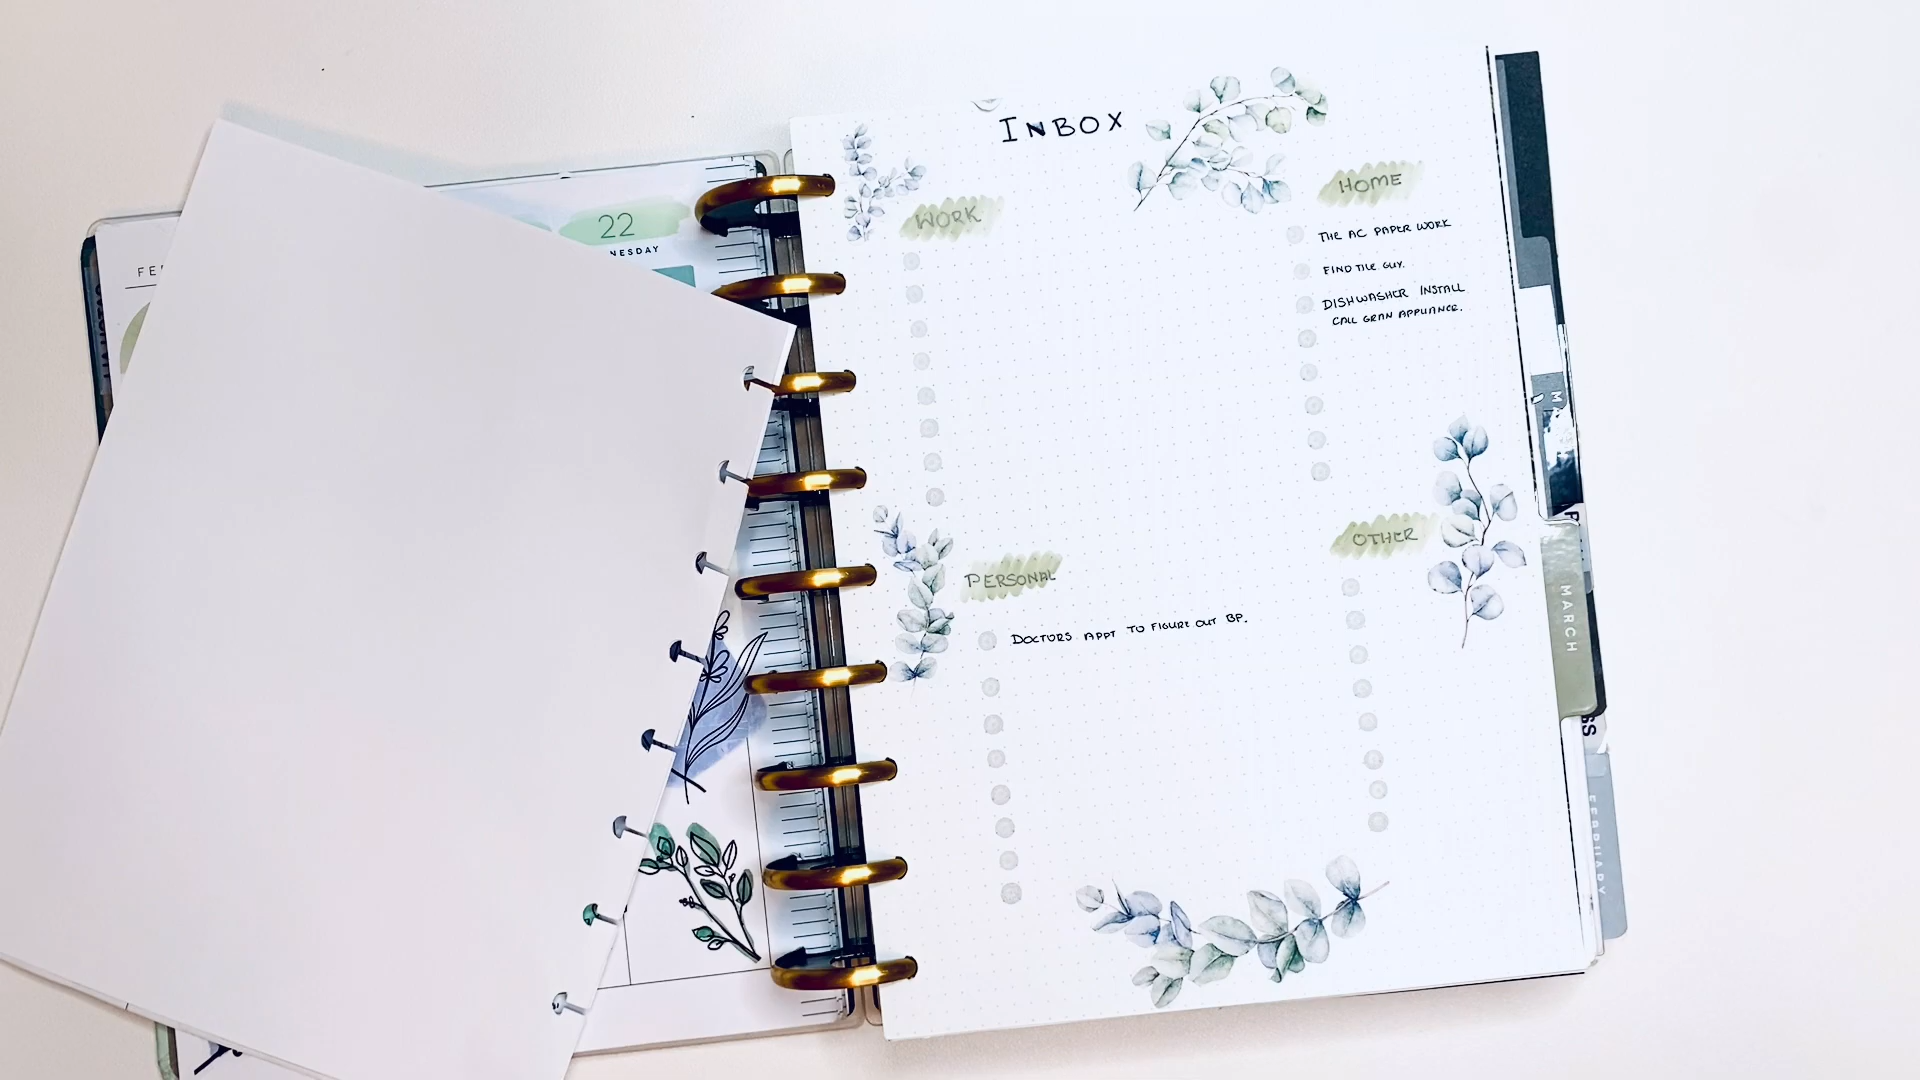 22
NESDAY
INBOX
WORK
HOME
THE AC PAPER WORK
FIND TILE GUY.
DISHWASHER INSTALL
CALL GRAN APPLIANCE.
PERSONAL
DOCTORS APPT TO FIGURE OUT BP.
OTHER
MARCH
FEBRUARY